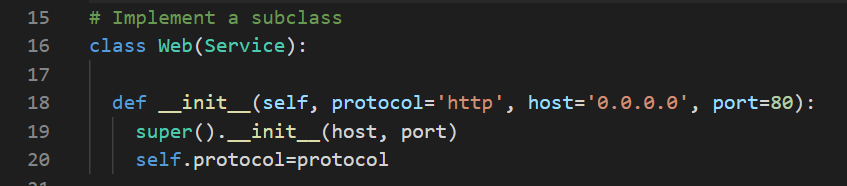 15 # Implement a subclass
16 class Web(Service):
17
18 def __init__(self, protocol='http', host='0.0.0.0', port=80):
19 super().__init__(host, port)
20 self.protocol=protocol